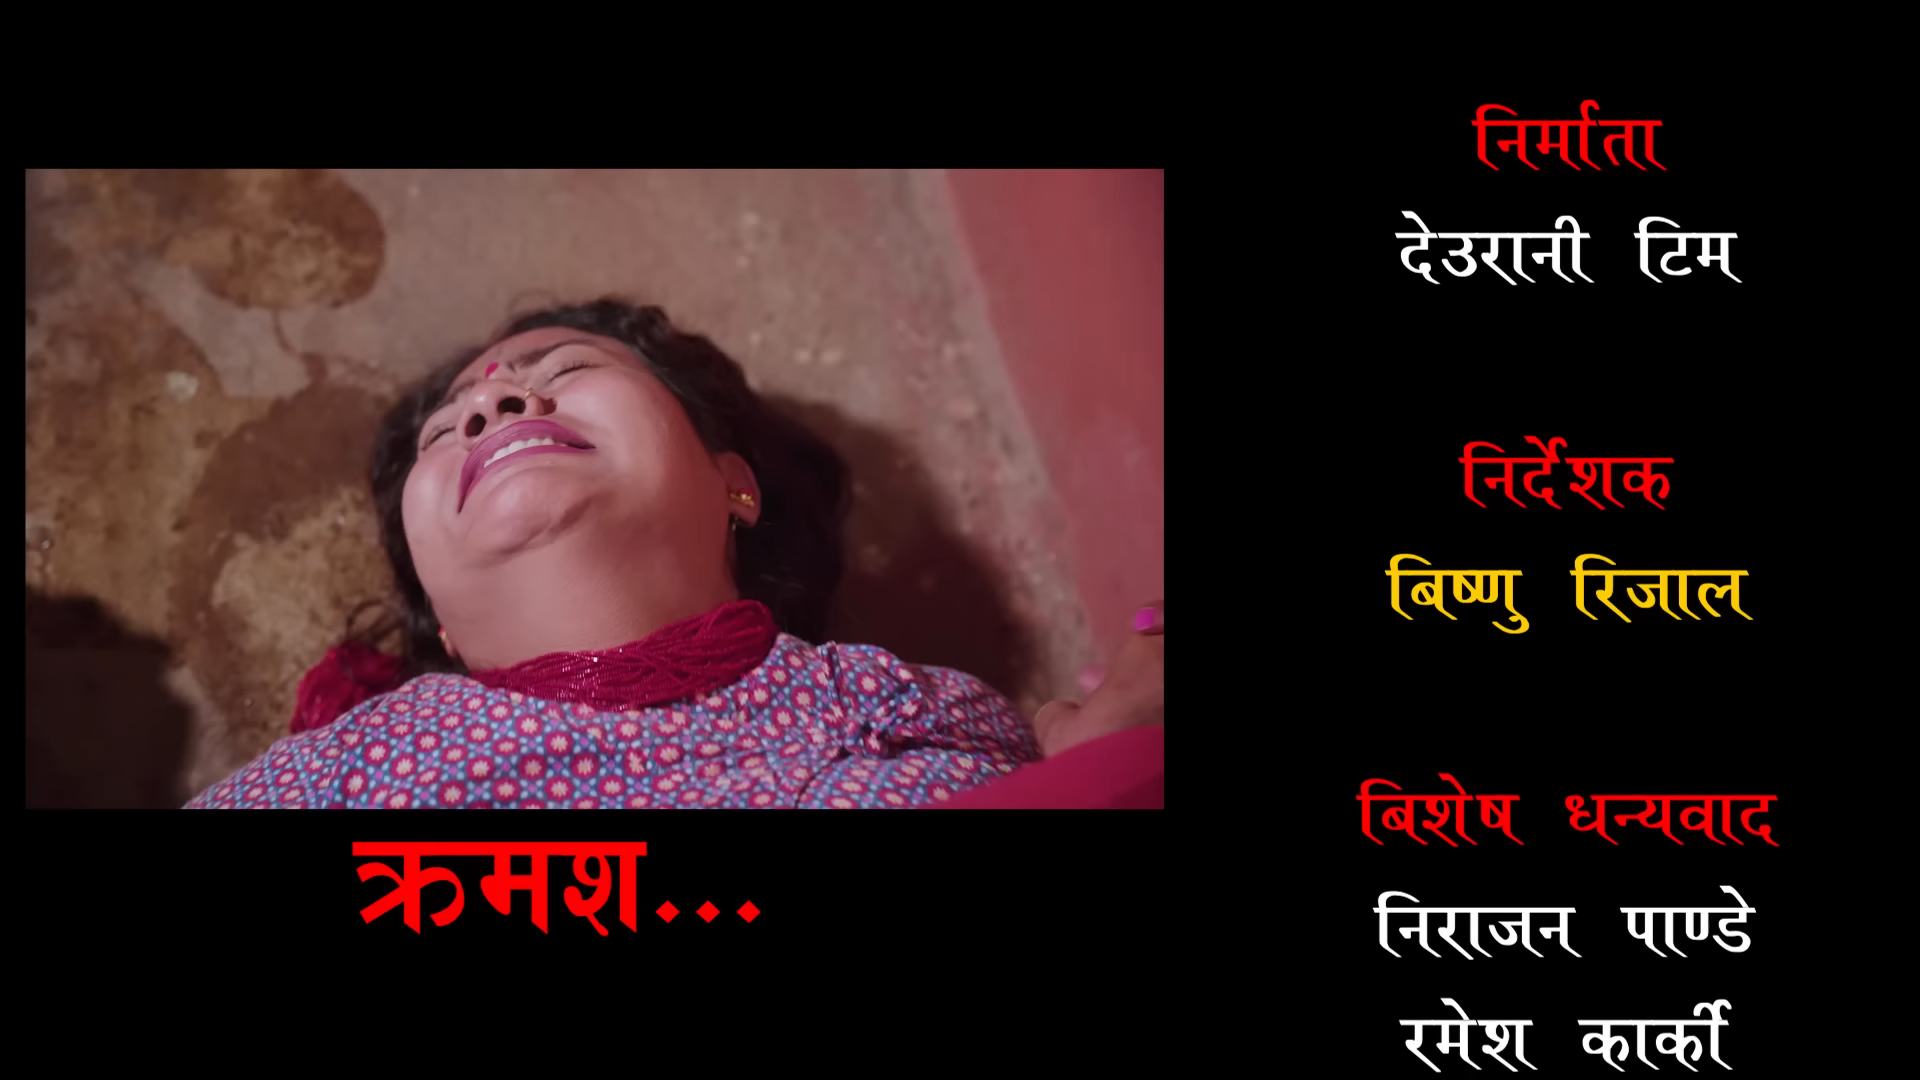 निर्माता
देउरानी टिम
निर्देशक
बिष्णु रिजाल
बिशेष धन्यवाद
निराजन पाण्डे
रमेश कार्की
क्रमश...